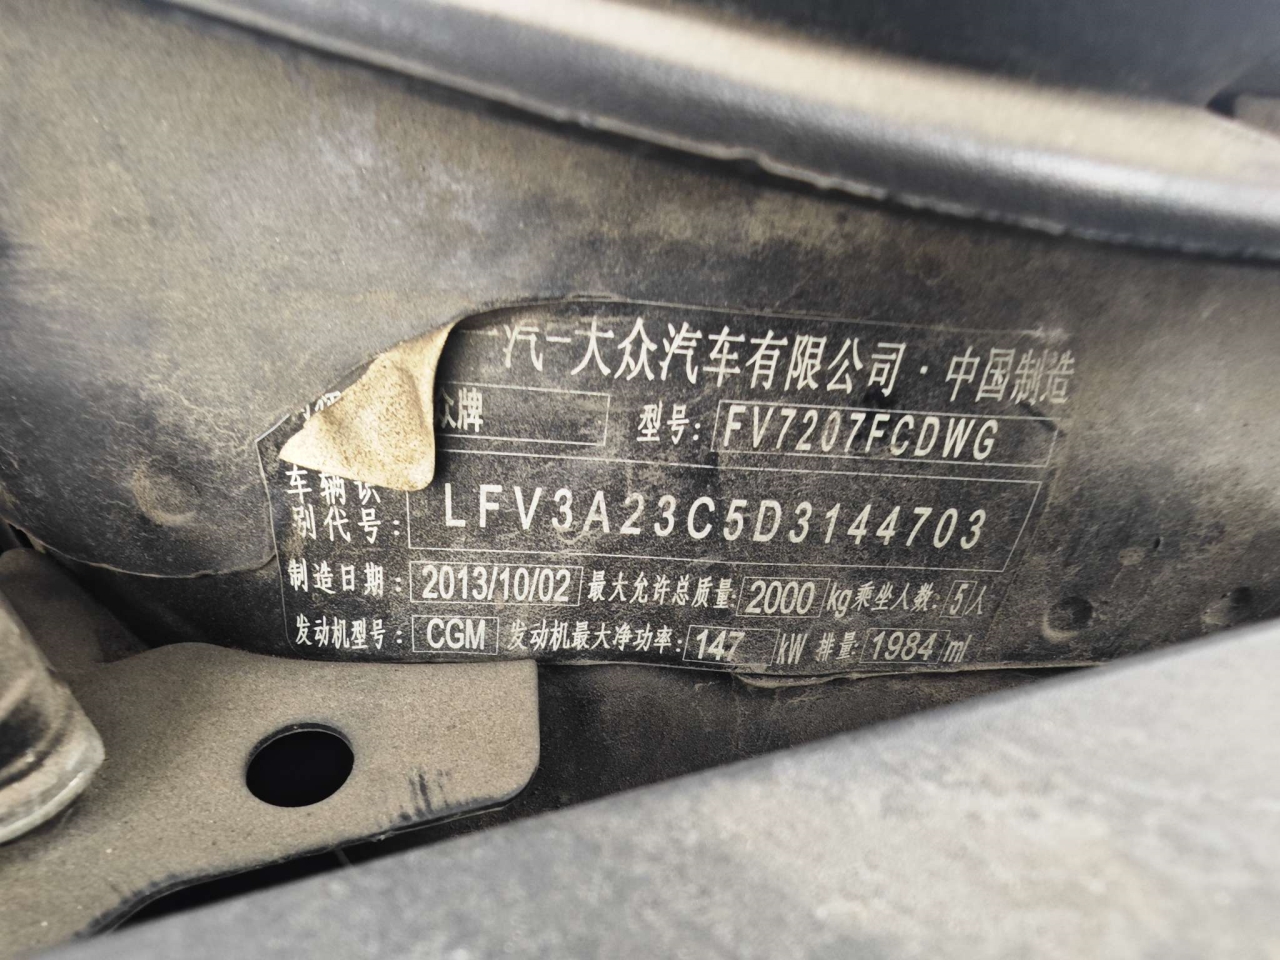 一汽-大众汽车有限公司·中国制造
众牌 型号: FV7207FCDWG
车辆识
别代号: LFV3A23C5D3144703
制造日期: 2013/10/02 最大允许总质量: 2000 kg 乘坐人数: 5人
发动机型号: CGM 发动机最大净功率: 147 kW 排量: 1984 ml